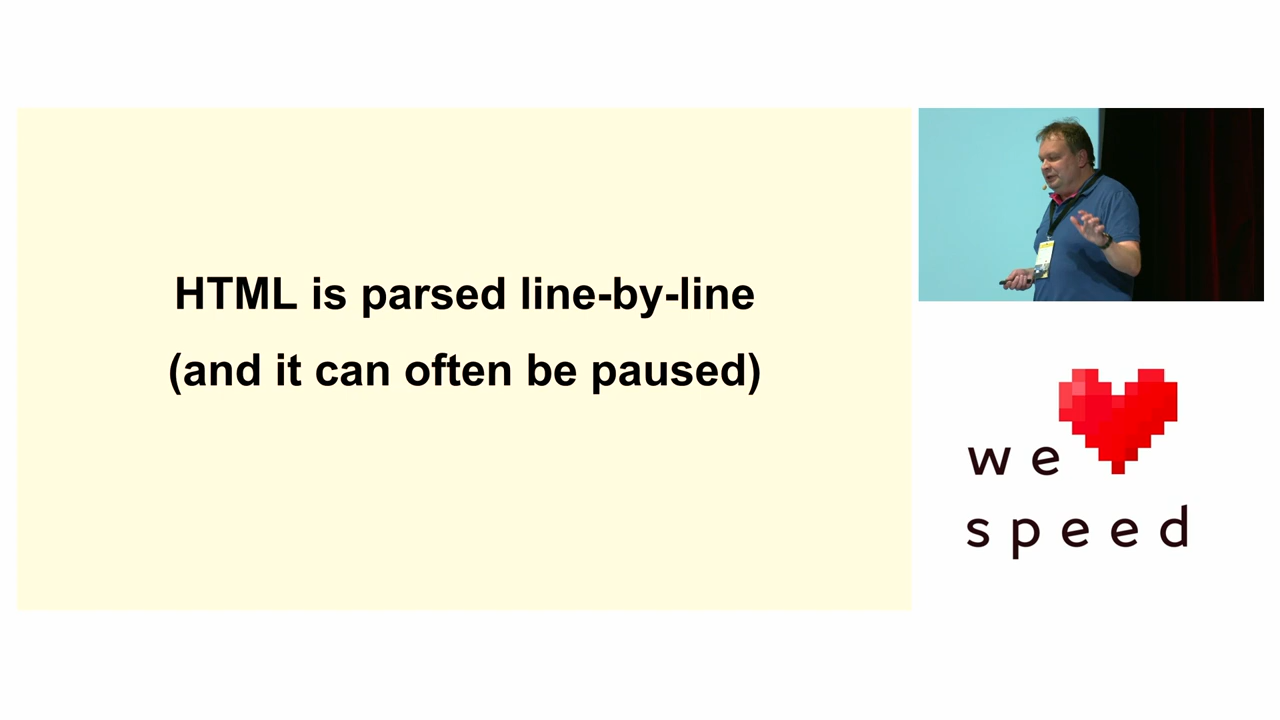 HTML is parsed line-by-line
(and it can often be paused)
we
speed